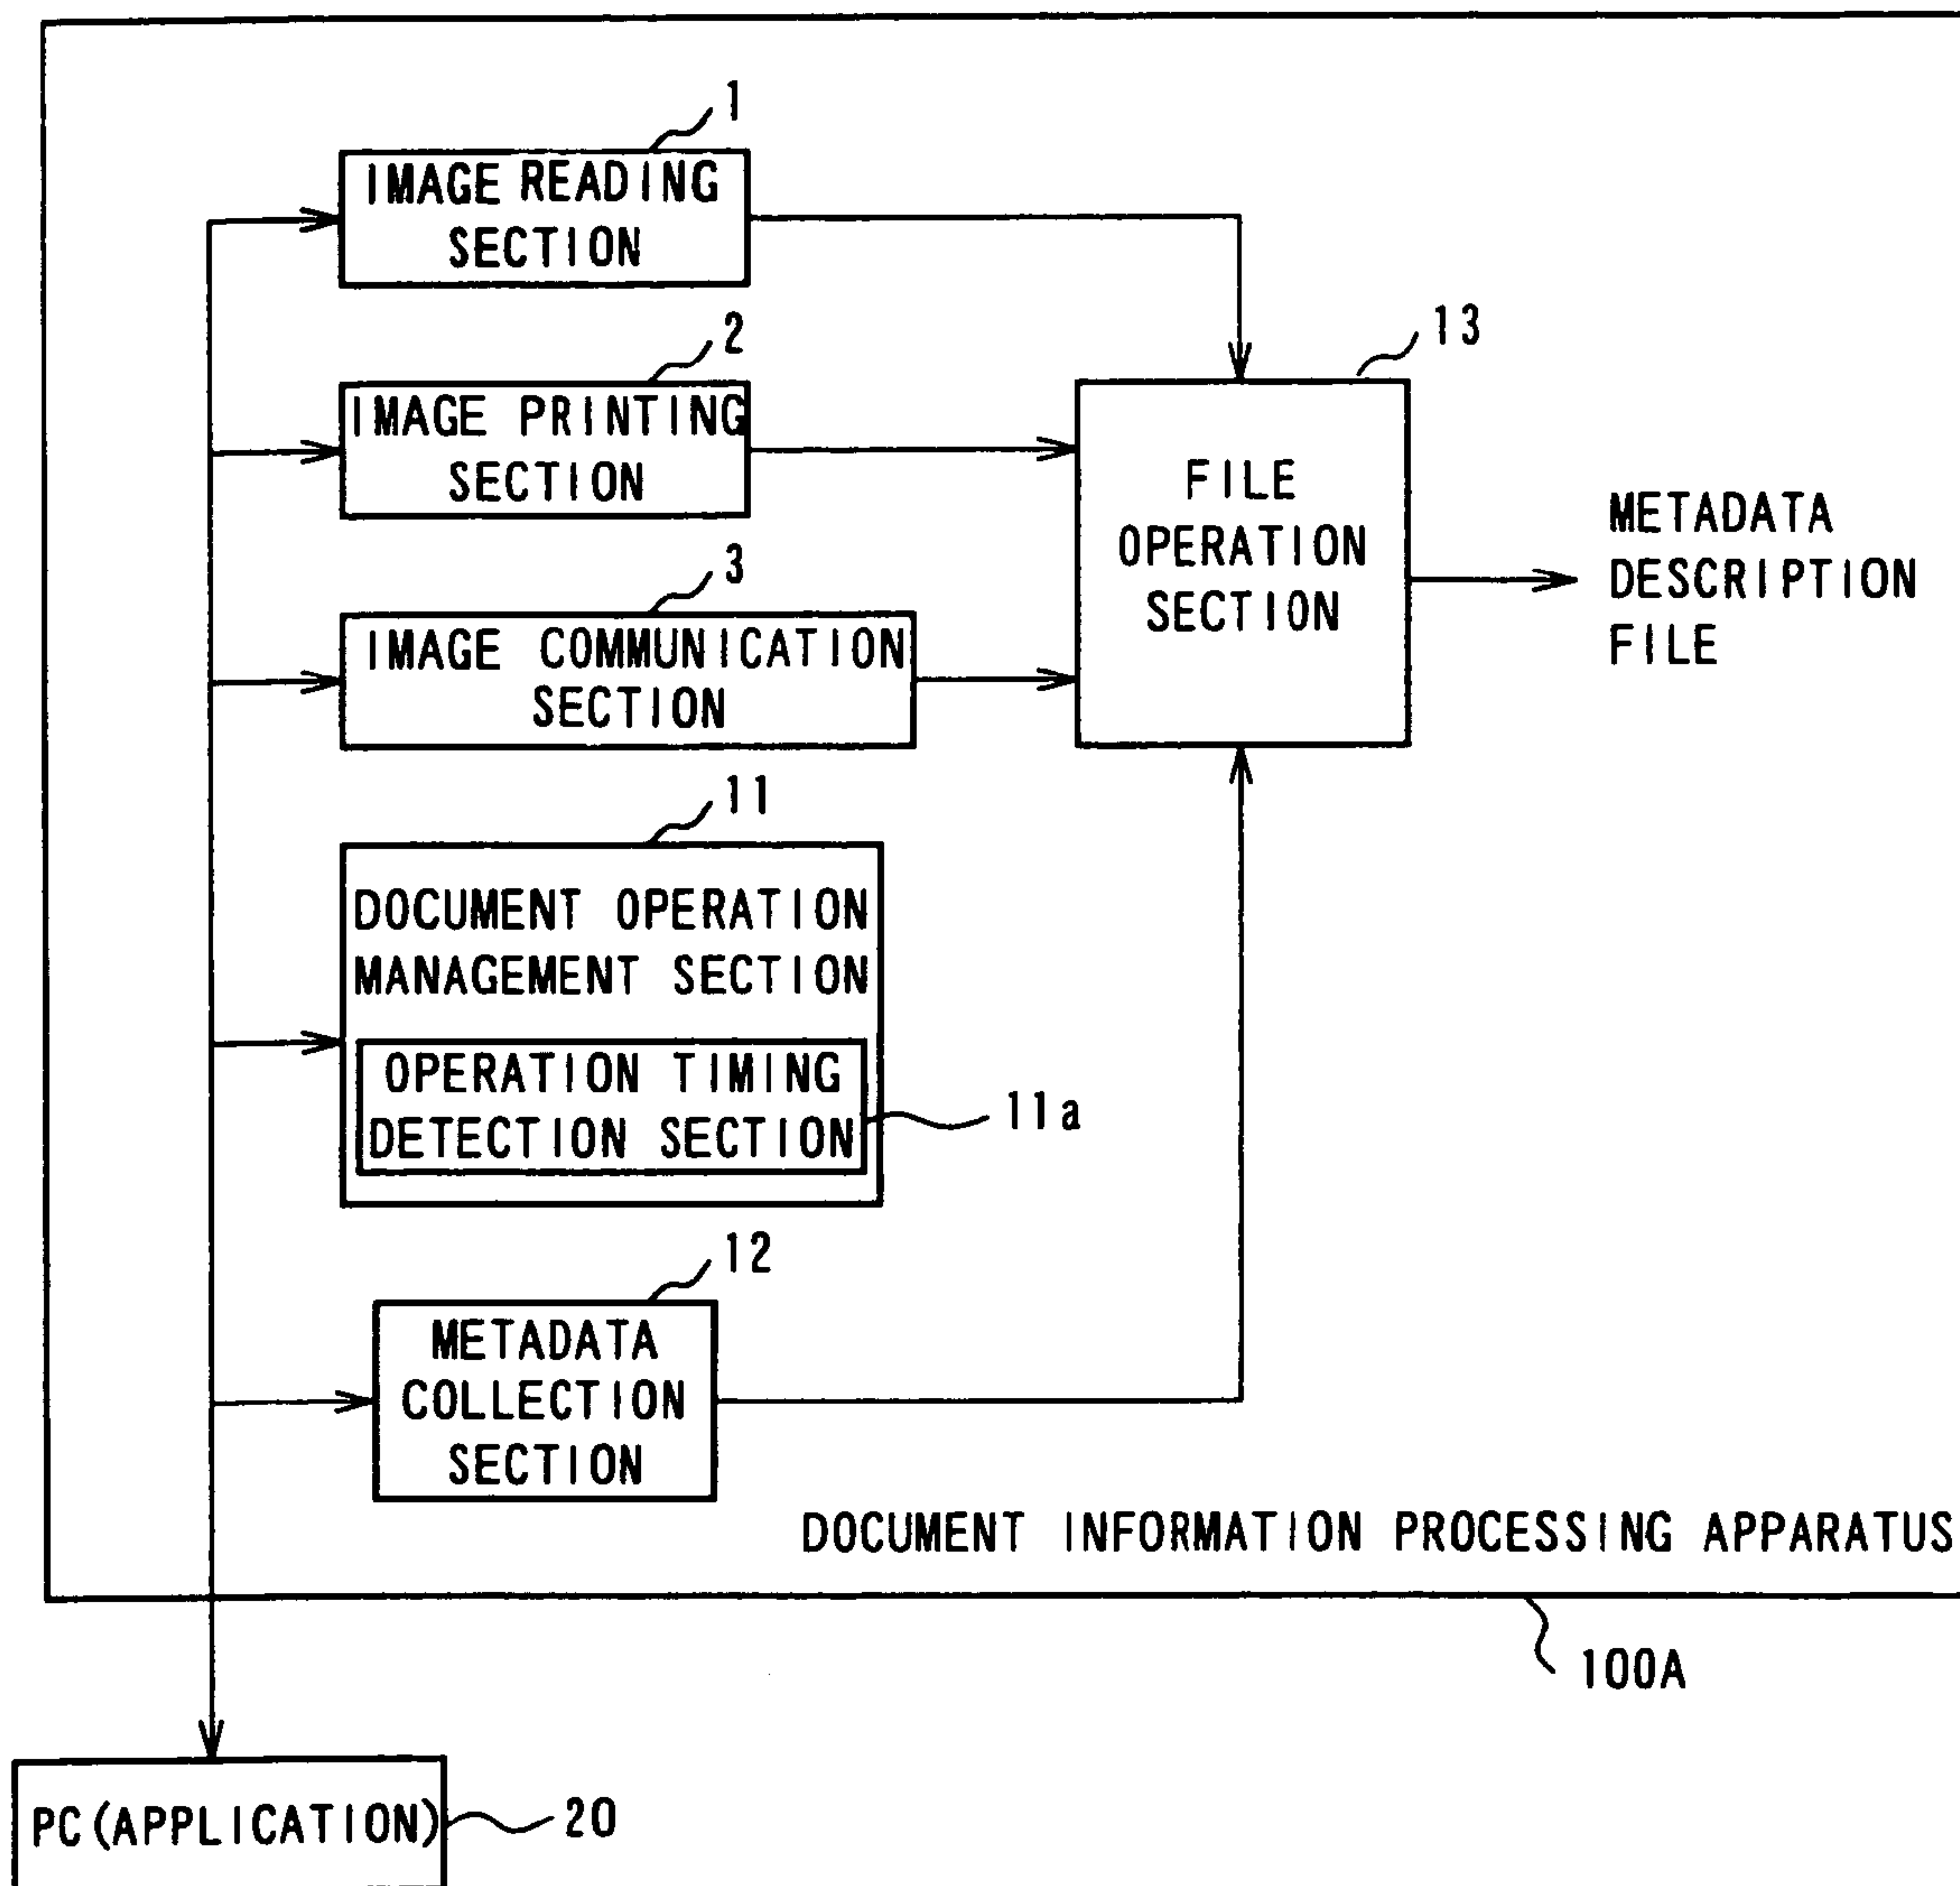 1
IMAGE READING
SECTION
2
IMAGE PRINTING
SECTION
3
IMAGE COMMUNICATION
SECTION
13
FILE
OPERATION
SECTION
METADATA
DESCRIPTION
FILE
11
DOCUMENT OPERATION
MANAGEMENT SECTION
OPERATION TIMING
DETECTION SECTION
11a
12
METADATA
COLLECTION
SECTION
DOCUMENT INFORMATION PROCESSING APPARATUS
100A
PC(APPLICATION)
20